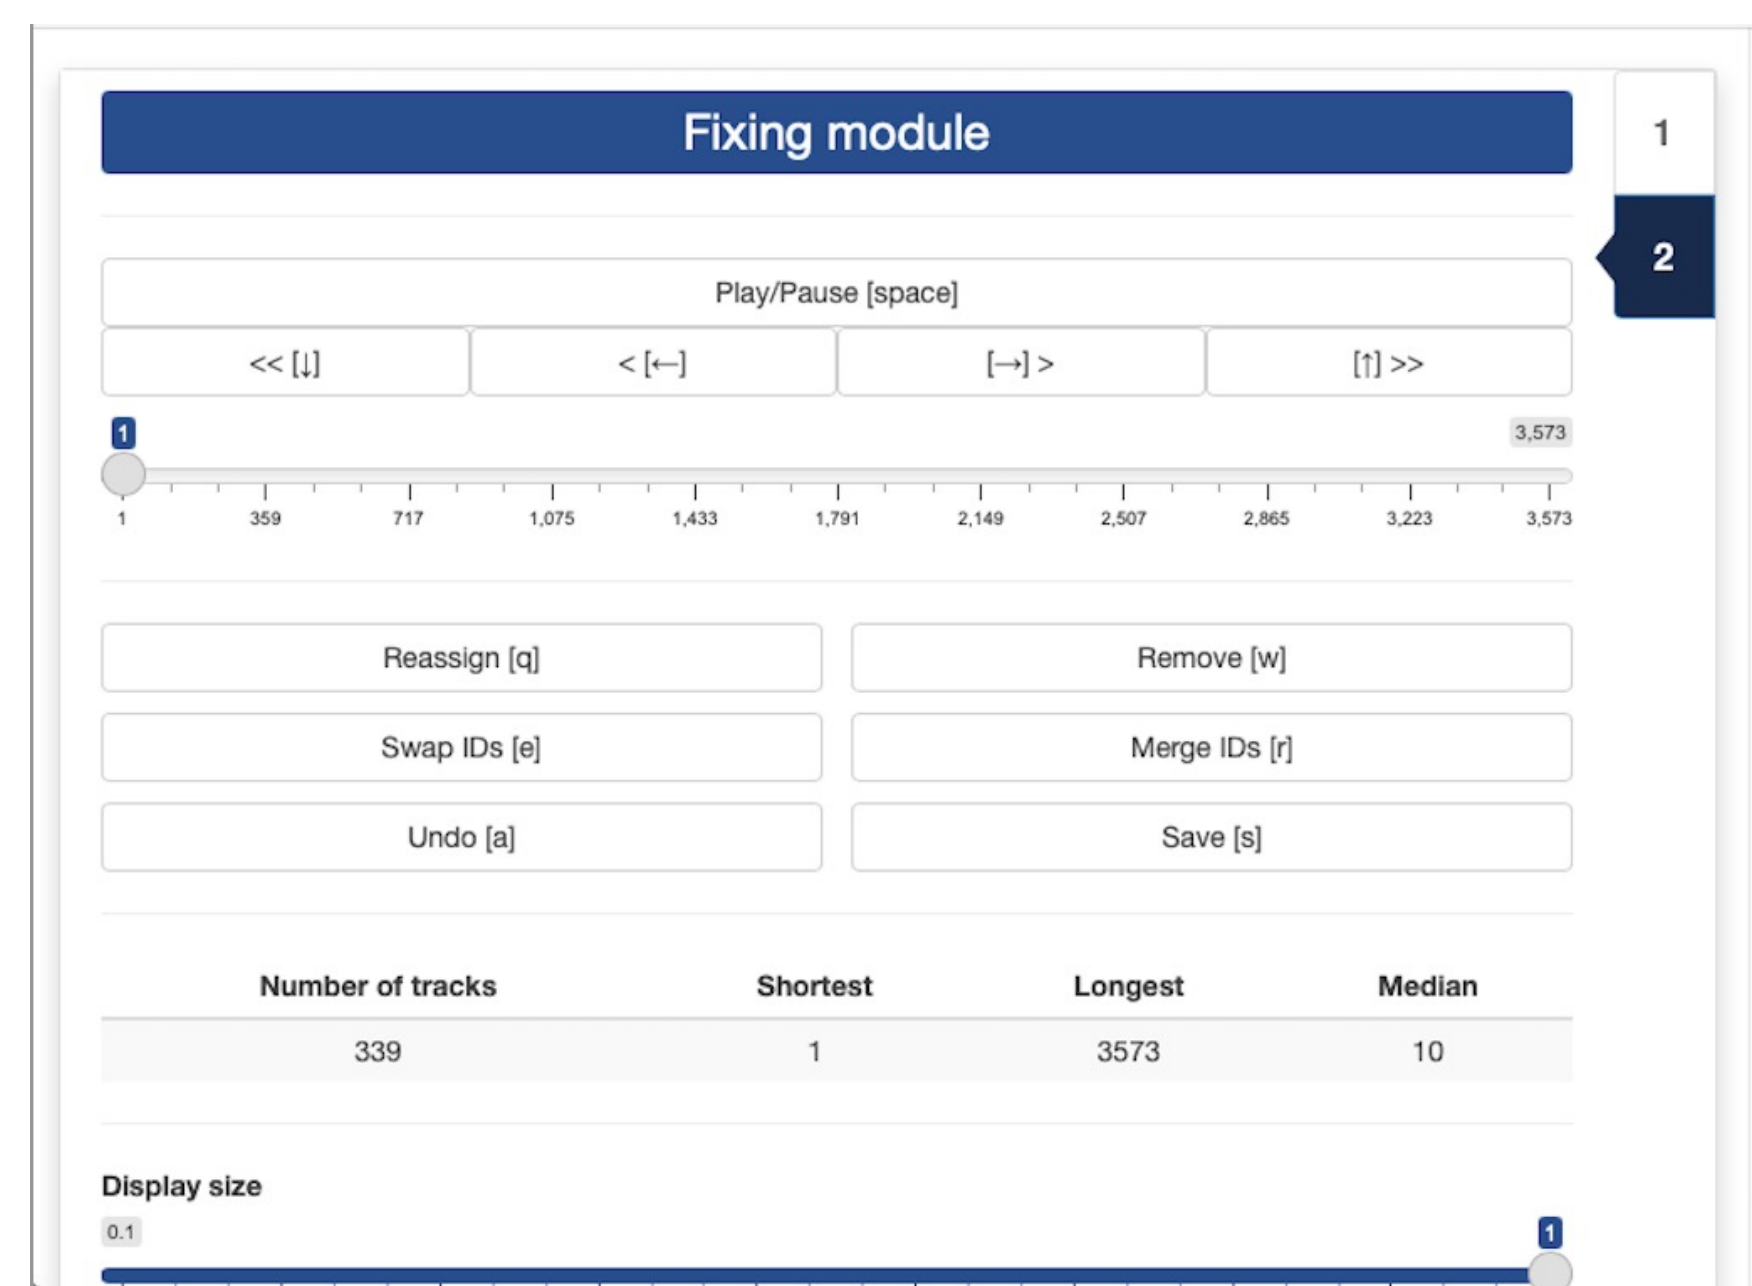 Fixing module
1
2
Play/Pause [space]
<< [↓] < [←] [→] > [↑] >>
1 3,573
1 359 717 1,075 1,433 1,791 2,149 2,507 2,865 3,223 3,573
Reassign [q] Remove [w]
Swap IDs [e] Merge IDs [r]
Undo [a] Save [s]
Number of tracks Shortest Longest Median
339 1 3573 10
Display size
0.1 1